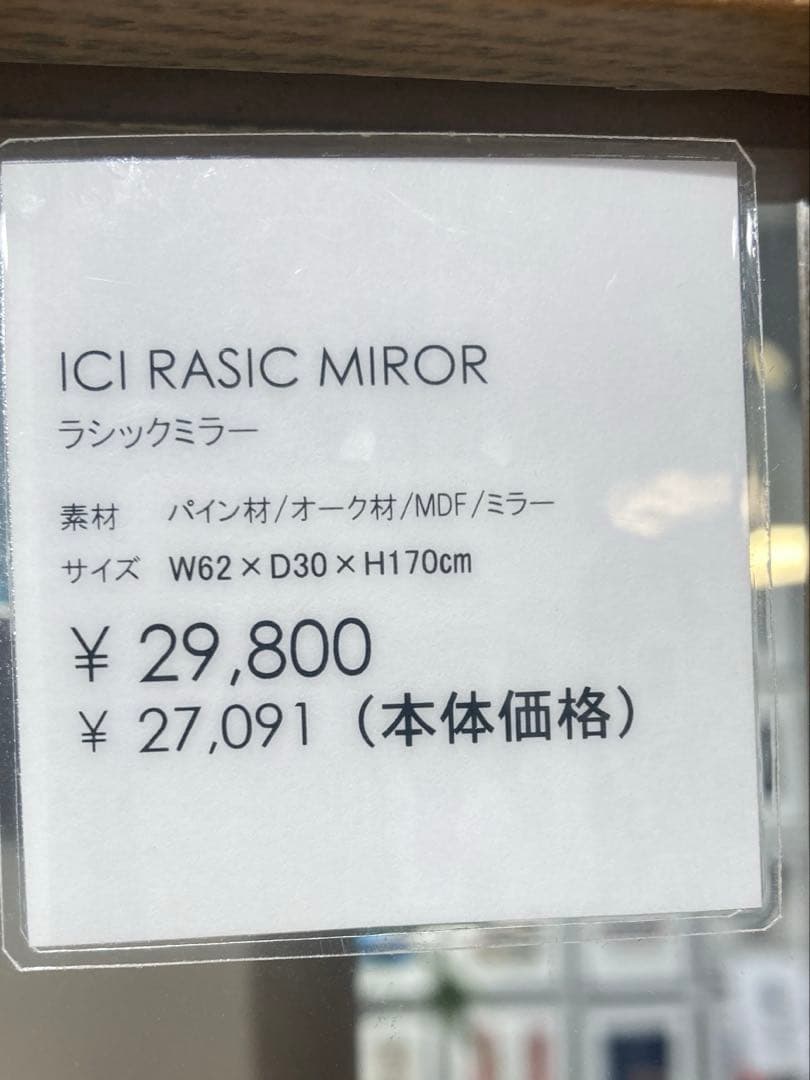 ICI RASIC MIROR
ラシックミラー
素材 パイン材/オーク材/MDF/ミラー
サイズ W62×D30×H170cm
¥ 29,800
¥ 27,091（本体価格）